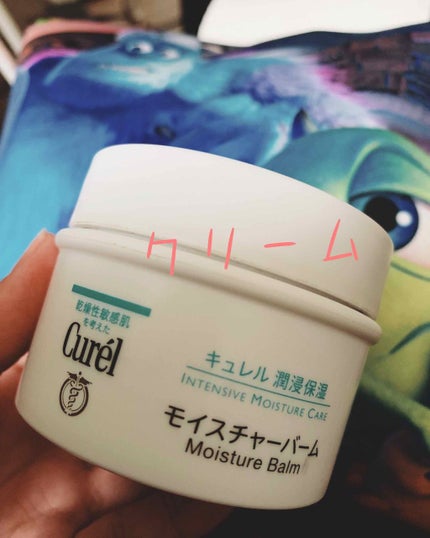 クリーム
乾燥性敏感肌
を考えた
Curél
キュレル 潤浸保湿
INTENSIVE MOISTURE CARE
モイスチャーバーム
Moisture Balm